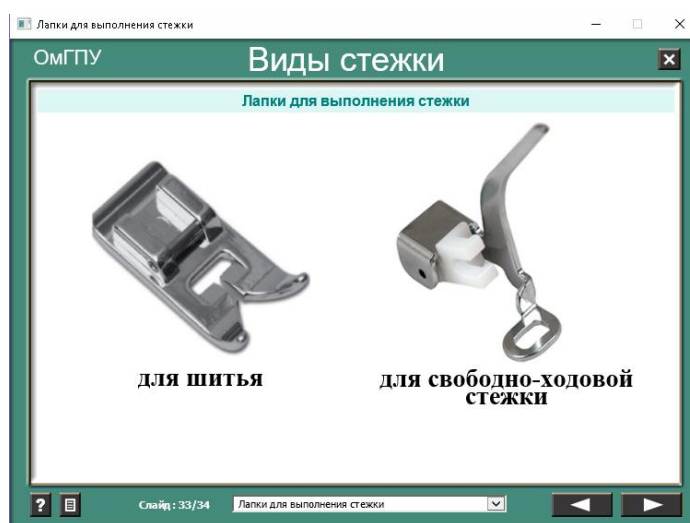 Лапки для выполнения стежки
ОмГПУ
Виды стежки
Лапки для выполнения стежки
для шитья
для свободно-ходовой
стежки
?
Слайд: 33/34
Лапки для выполнения стежки